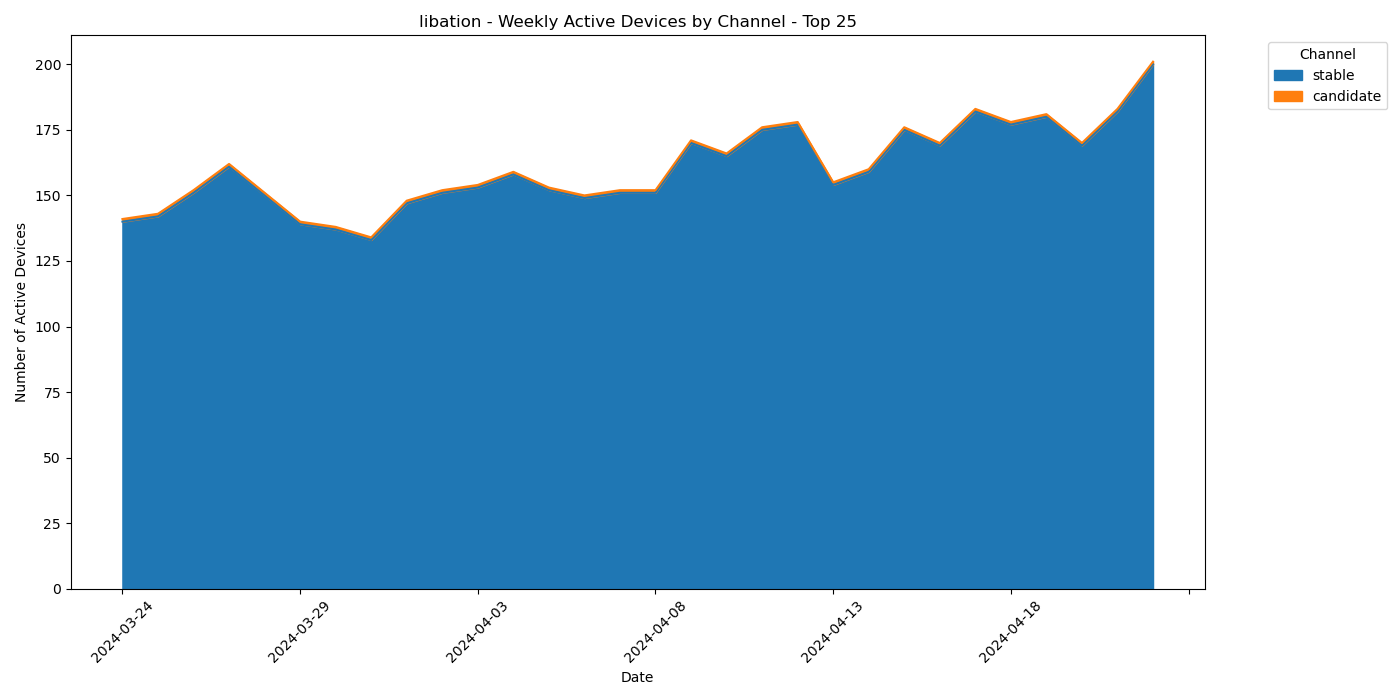 libation - Weekly Active Devices by Channel - Top 25
Channel
stable
candidate
Number of Active Devices
200
175
150
125
100
75
50
25
0
2024-03-24
2024-03-29
2024-04-03
2024-04-08
2024-04-13
2024-04-18
Date